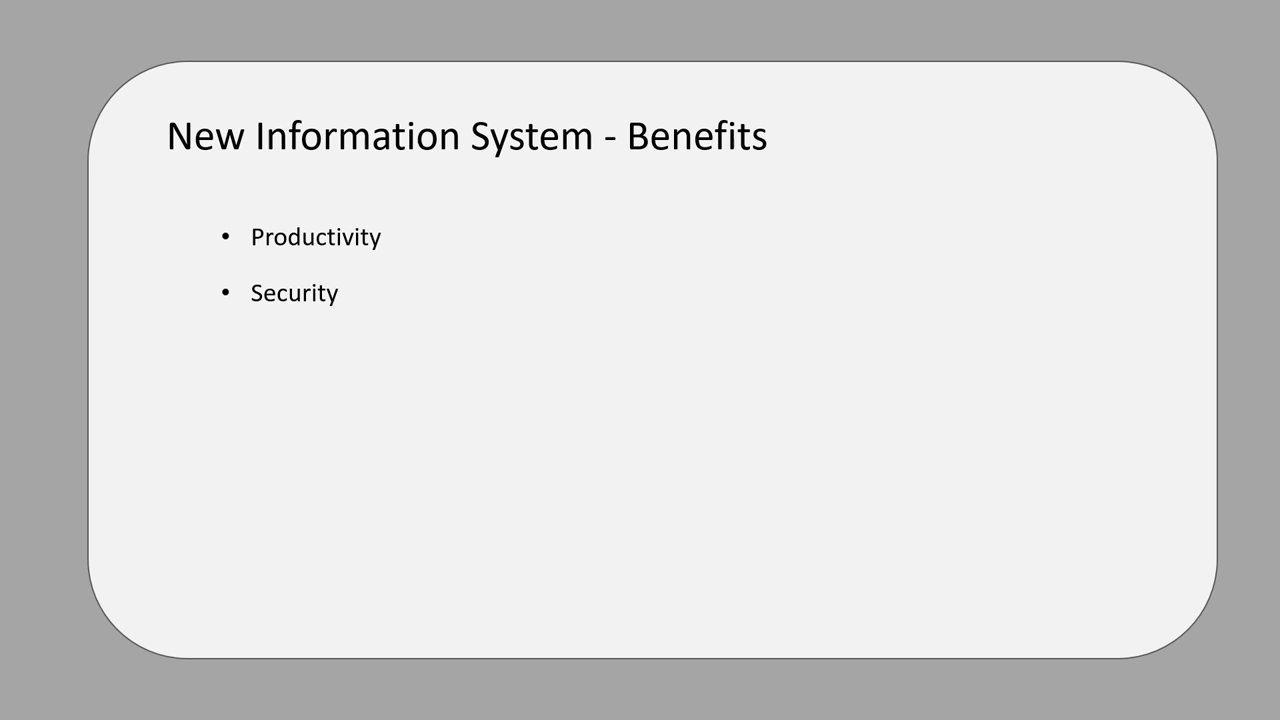 New Information System - Benefits
• Productivity
• Security